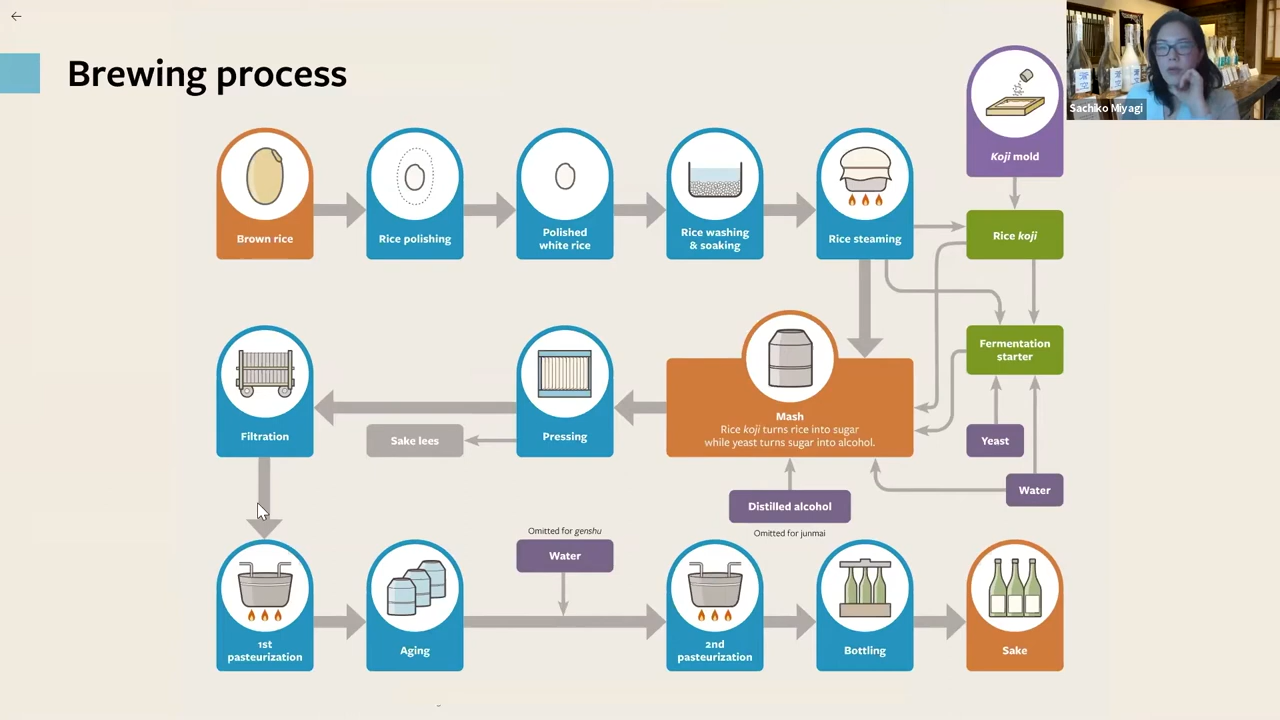 Brewing process
Sachiko Miyagi
Koji mold
Brown rice
Rice polishing
Polished
white rice
Rice washing
& soaking
Rice steaming
Rice koji
Fermentation
starter
Filtration
Sake lees
Pressing
Mash
Rice koji turns rice into sugar
while yeast turns sugar into alcohol.
Yeast
Water
Distilled alcohol
Omitted for junmai
Omitted for genshu
Water
1st
pasteurization
Aging
2nd
pasteurization
Bottling
Sake